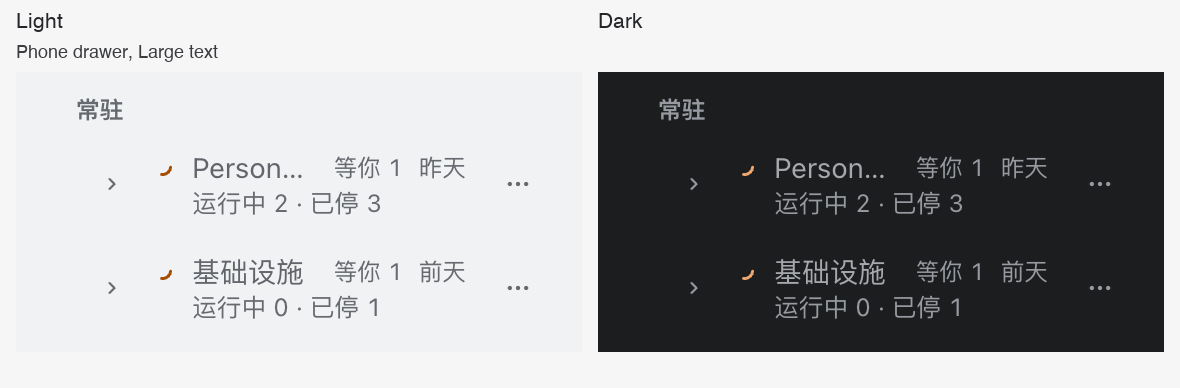 Light
Phone drawer, Large text
常驻
Person... 等你 1 昨天
运行中 2 · 已停 3
基础设施 等你 1 前天
运行中 0 · 已停 1
Dark
常驻
Person... 等你 1 昨天
运行中 2 · 已停 3
基础设施 等你 1 前天
运行中 0 · 已停 1